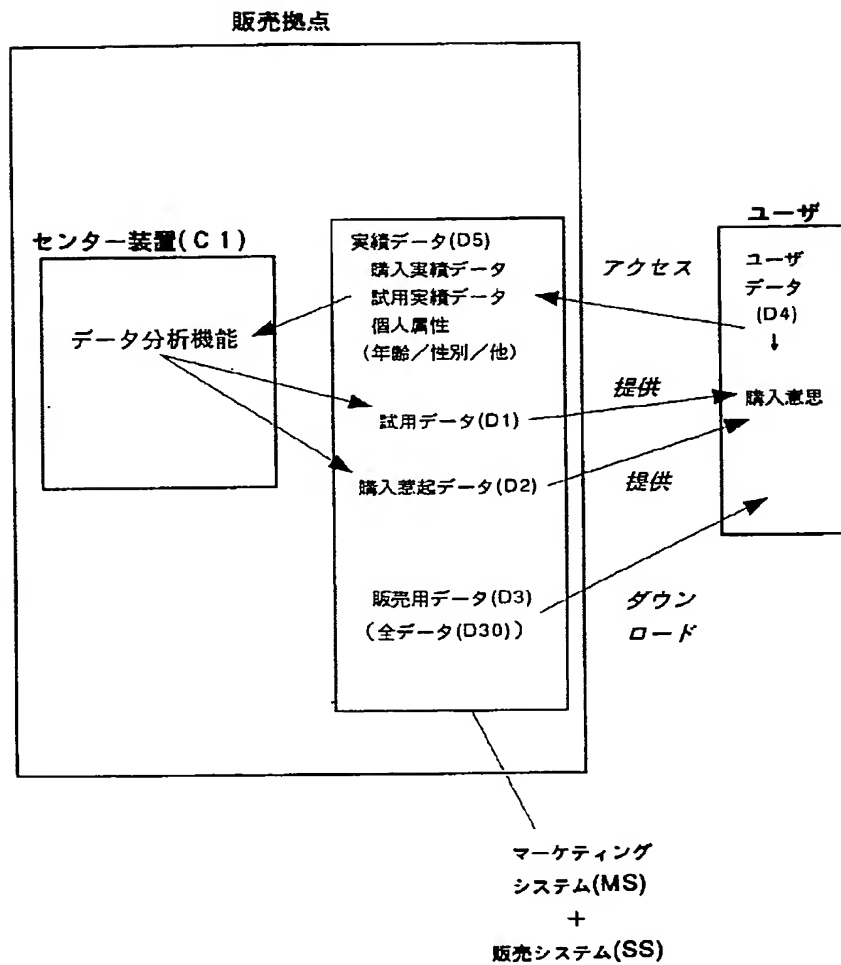 販売拠点
センター装置(C1)
データ分析機能
実績データ(D5)
購入実績データ
試用実績データ
個人属性
(年齢/性別/他)
試用データ(D1)
購入惹起データ(D2)
販売用データ(D3)
(全データ(D30))
アクセス
提供
提供
ダウン
ロード
ユーザ
ユーザ
データ
(D4)
↓
購入意思
マーケティング
システム(MS)
+
販売システム(SS)